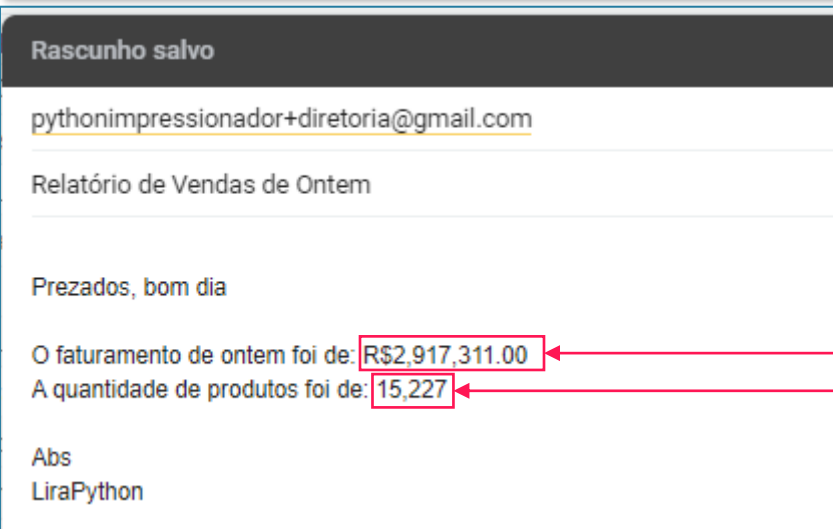 Rascunho salvo
pythonimpressionador+diretoria@gmail.com
Relatório de Vendas de Ontem
Prezados, bom dia
O faturamento de ontem foi de: R$2,917,311.00
A quantidade de produtos foi de: 15,227
Abs
LiraPython